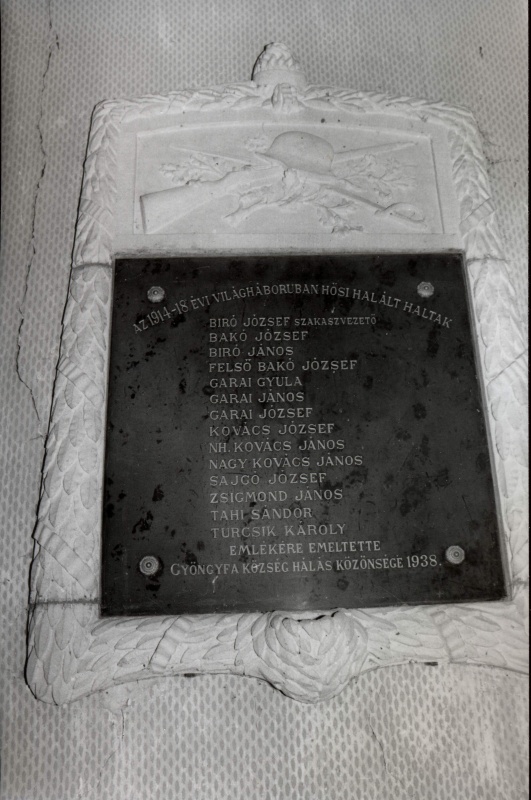 AZ 1914-18 ÉVI VILÁGHÁBORUBAN HŐSI HALÁLT HALTAK
BIRÓ JÓZSEF SZAKASZVEZETŐ
BAKÓ JÓZSEF
BIRÓ JÁNOS
FELSŐ BAKÓ JÓZSEF
GARAI GYULA
GARAI JÁNOS
GARAI JÓZSEF
KOVÁCS JÓZSEF
NH. KOVÁCS JÁNOS
NAGY KOVÁCS JÁNOS
SAJGÓ JÓZSEF
ZSIGMOND JÁNOS
TAHI SÁNDOR
TURCSIK KÁROLY
EMLÉKÉRE EMELTETTE
GYÖNGYFA KÖZSÉG HÁLÁS KÖZÖNSÉGE 1938.